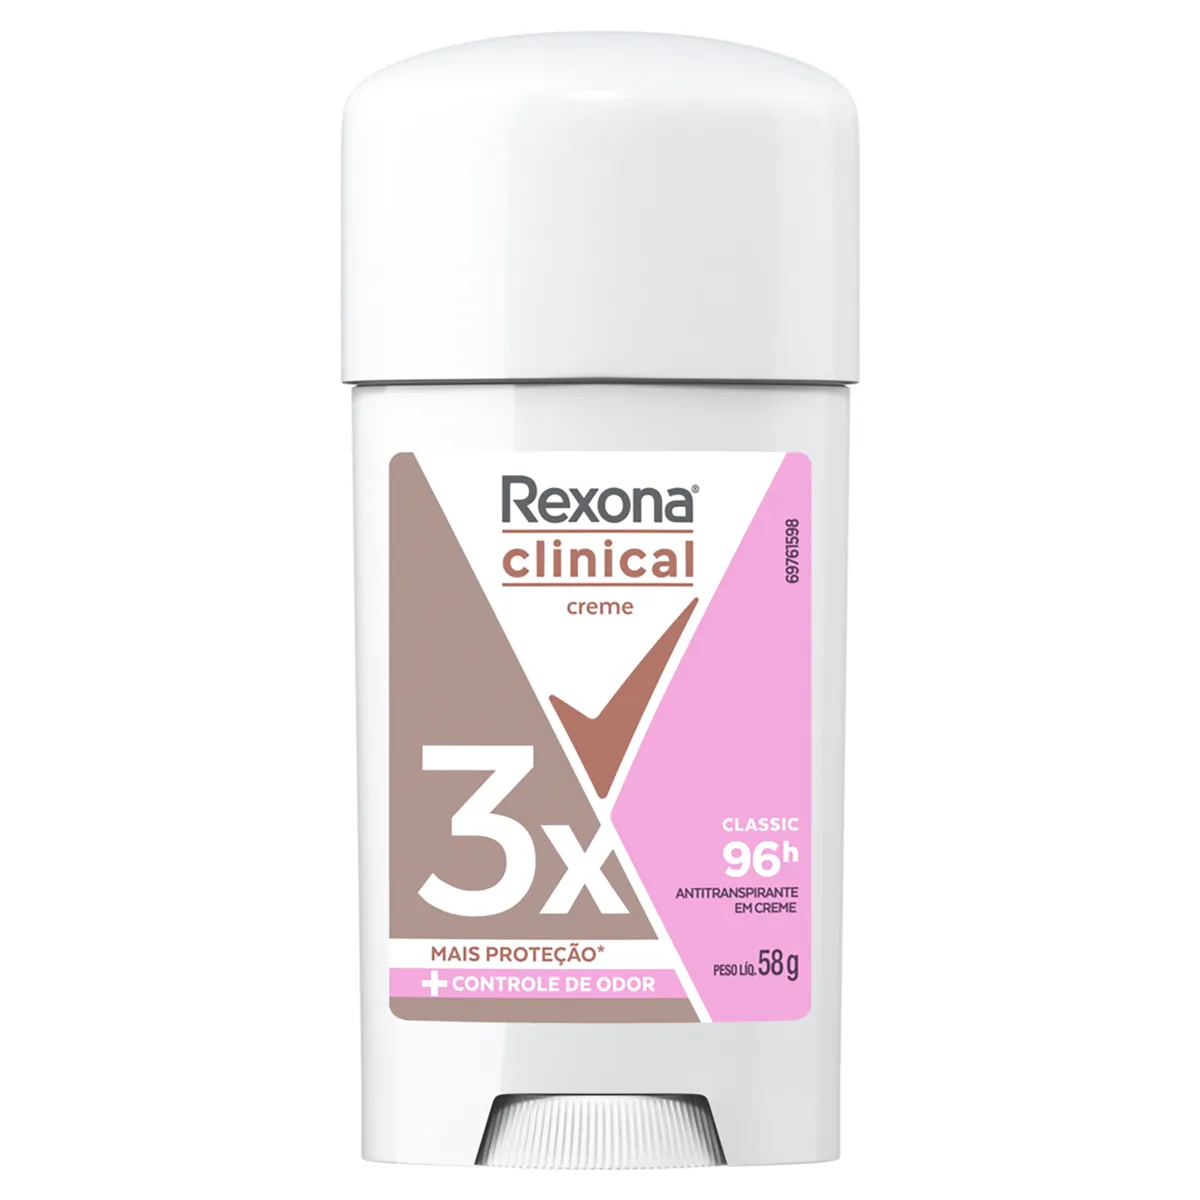 Rexona®
clinical
creme
69761598
3x
MAIS PROTEÇÃO*
+ CONTROLE DE ODOR
CLASSIC
96h
ANTITRANSPIRANTE
EM CREME
PESO LÍQ. 58 g